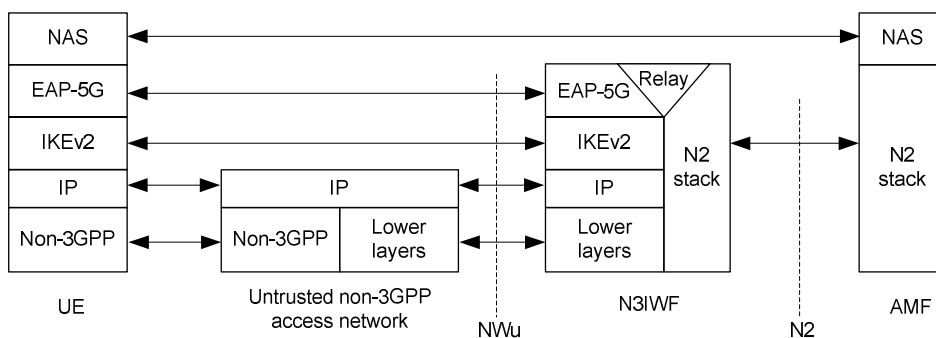 NAS
NAS
EAP-5G
EAP-5G
Relay
IKEv2
IKEv2
N2
stack
N2
stack
IP
IP
IP
Non-3GPP
Non-3GPP
Lower
layers
Lower
layers
UE
Untrusted non-3GPP
access network
NWu
N3IWF
N2
AMF